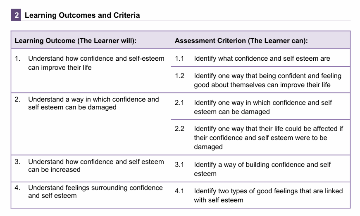 2 Learning Outcomes and Criteria
Learning Outcome (The Learner will):
Assessment Criterion (The Learner can):
1. Understand how confidence and self-esteem
can improve their life
1.1 Identify what confidence and self esteem are
1.2 Identify one way that being confident and feeling
good about themselves can improve their life
2. Understand a way in which confidence and
self esteem can be damaged
2.1 Identify one way in which confidence and self
esteem can be damaged
2.2 Identify one way that their life could be affected if
their confidence and self esteem were to be
damaged
3. Understand how confidence and self esteem
can be increased
3.1 Identify a way of building confidence and self
esteem
4. Understand feelings surrounding confidence
and self esteem
4.1 Identify two types of good feelings that are linked
with self esteem